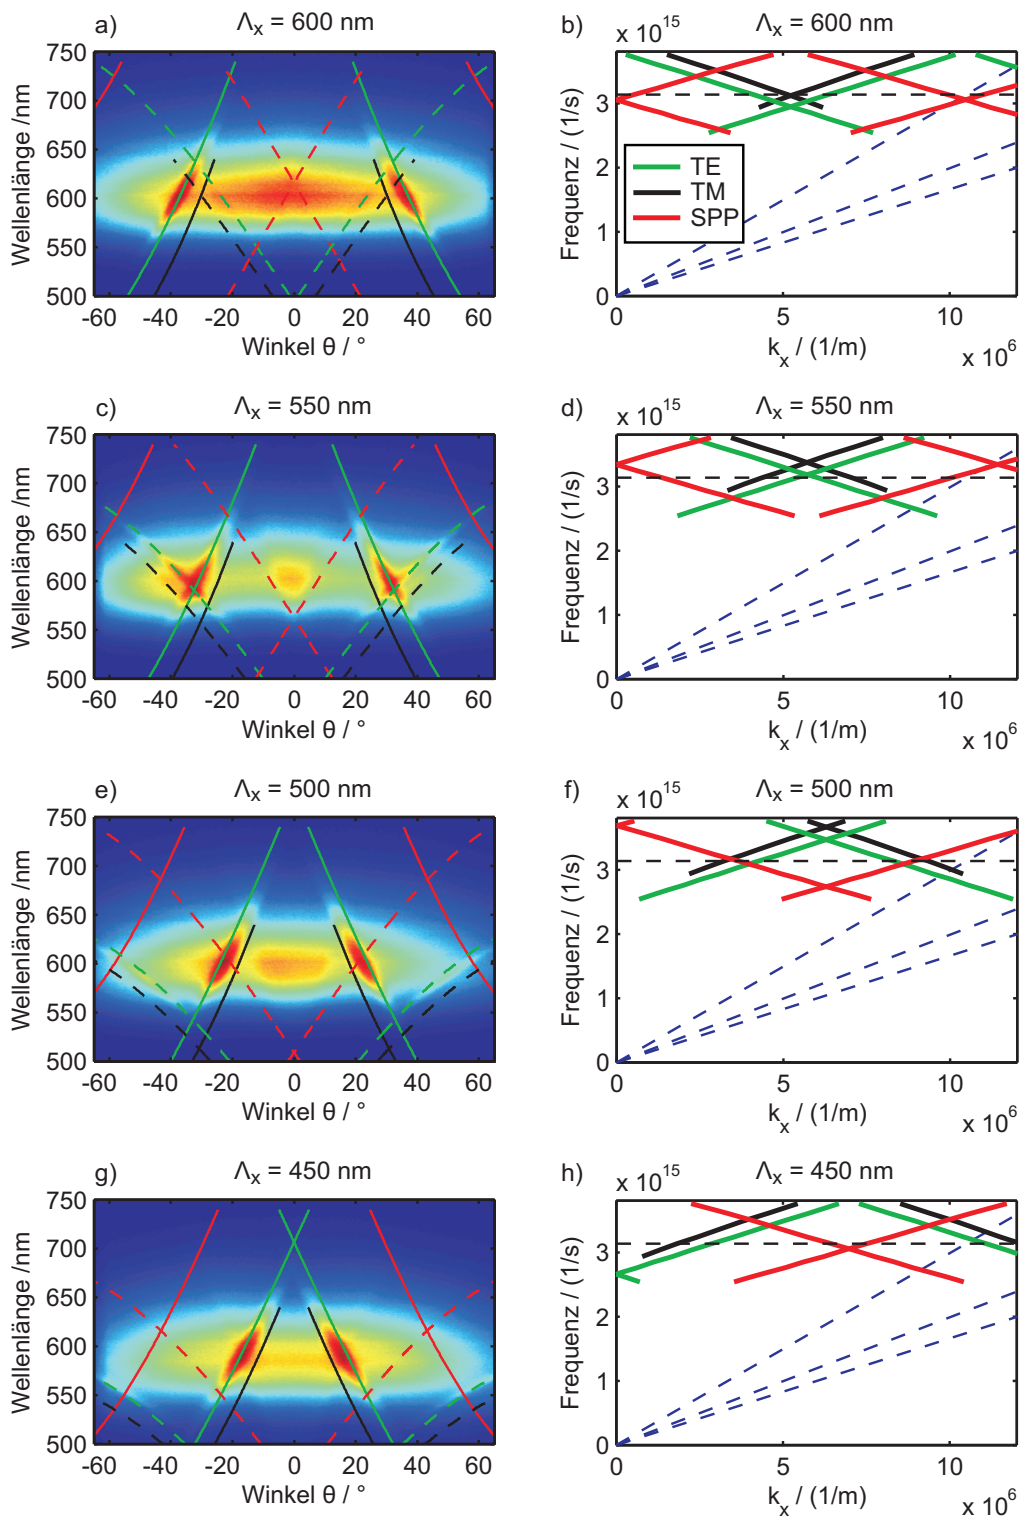 a) Λx = 600 nm
750
700
650
600
550
500
Wellenlänge /nm
-60 -40 -20 0 20 40 60
Winkel θ / °
b) Λx = 600 nm
x 10^15
3
2
1
0
Frequenz / (1/s)
TE
TM
SPP
0 5 10
kx / (1/m)
x 10^6
c) Λx = 550 nm
750
700
650
600
550
500
Wellenlänge /nm
-60 -40 -20 0 20 40 60
Winkel θ / °
d) Λx = 550 nm
x 10^15
3
2
1
0
Frequenz / (1/s)
0 5 10
kx / (1/m)
x 10^6
e) Λx = 500 nm
750
700
650
600
550
500
Wellenlänge /nm
-60 -40 -20 0 20 40 60
Winkel θ / °
f) Λx = 500 nm
x 10^15
3
2
1
0
Frequenz / (1/s)
0 5 10
kx / (1/m)
x 10^6
g) Λx = 450 nm
750
700
650
600
550
500
Wellenlänge /nm
-60 -40 -20 0 20 40 60
Winkel θ / °
h) Λx = 450 nm
x 10^15
3
2
1
0
Frequenz / (1/s)
0 5 10
kx / (1/m)
x 10^6